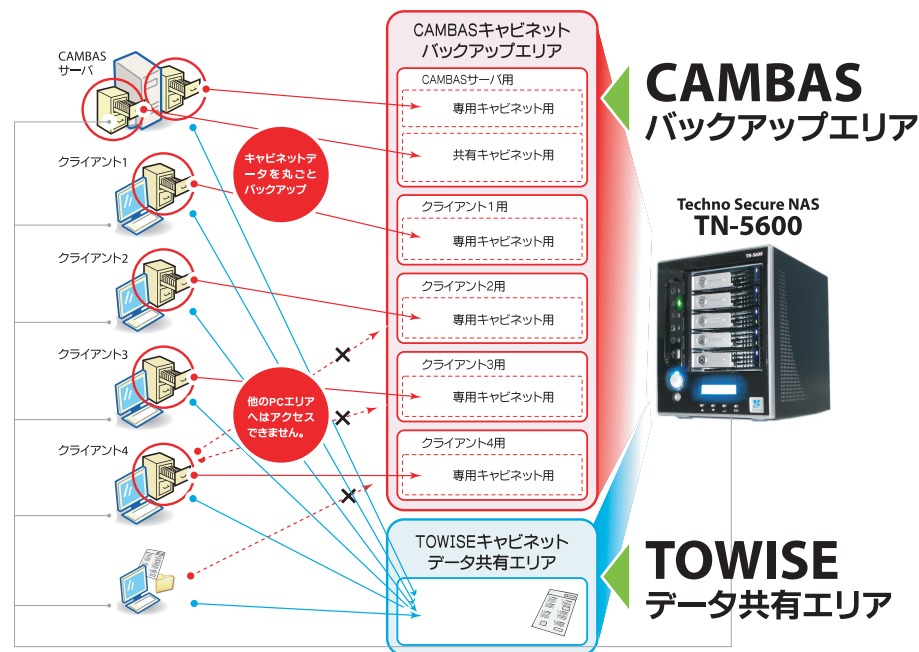 CAMBAS
サーバ
クライアント1
クライアント2
クライアント3
クライアント4
キャビネットデ
ータを丸ごと
バックアップ
他のPCエリア
へはアクセス
できません。
CAMBASキャビネット
バックアップエリア
CAMBASサーバ用
専用キャビネット用
共有キャビネット用
クライアント1用
専用キャビネット用
クライアント2用
専用キャビネット用
クライアント3用
専用キャビネット用
クライアント4用
専用キャビネット用
TOWISEキャビネット
データ共有エリア
CAMBAS
バックアップエリア
Techno Secure NAS
TN-5600
TN-5600
TOWISE
データ共有エリア